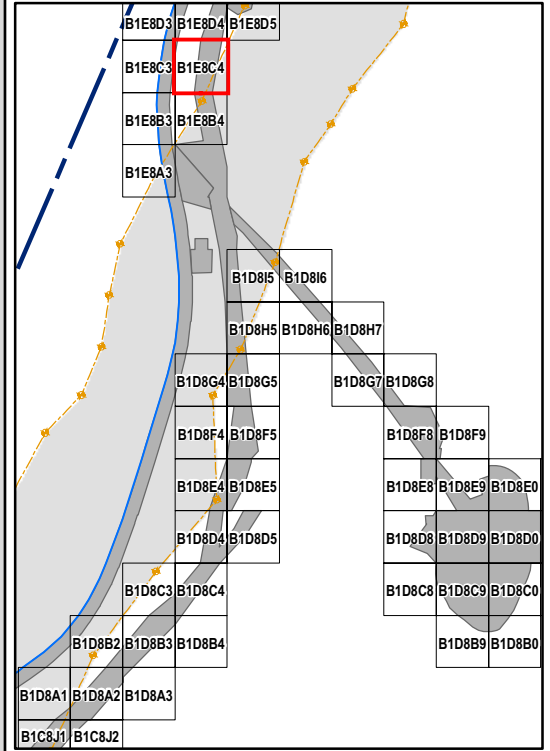 B1E8D3 B1E8D4 B1E8D5
B1E8C3 B1E8C4
B1E8B3 B1E8B4
B1E8A3
B1D8I5 B1D8I6
B1D8H5 B1D8H6 B1D8H7
B1D8G4 B1D8G5 B1D8G7 B1D8G8
B1D8F4 B1D8F5 B1D8F8 B1D8F9
B1D8E4 B1D8E5 B1D8E8 B1D8E9 B1D8E0
B1D8D4 B1D8D5 B1D8D8 B1D8D9 B1D8D0
B1D8C3 B1D8C4 B1D8C8 B1D8C9 B1D8C0
B1D8B2 B1D8B3 B1D8B4 B1D8B9 B1D8B0
B1D8A1 B1D8A2 B1D8A3
B1C8J1 B1C8J2